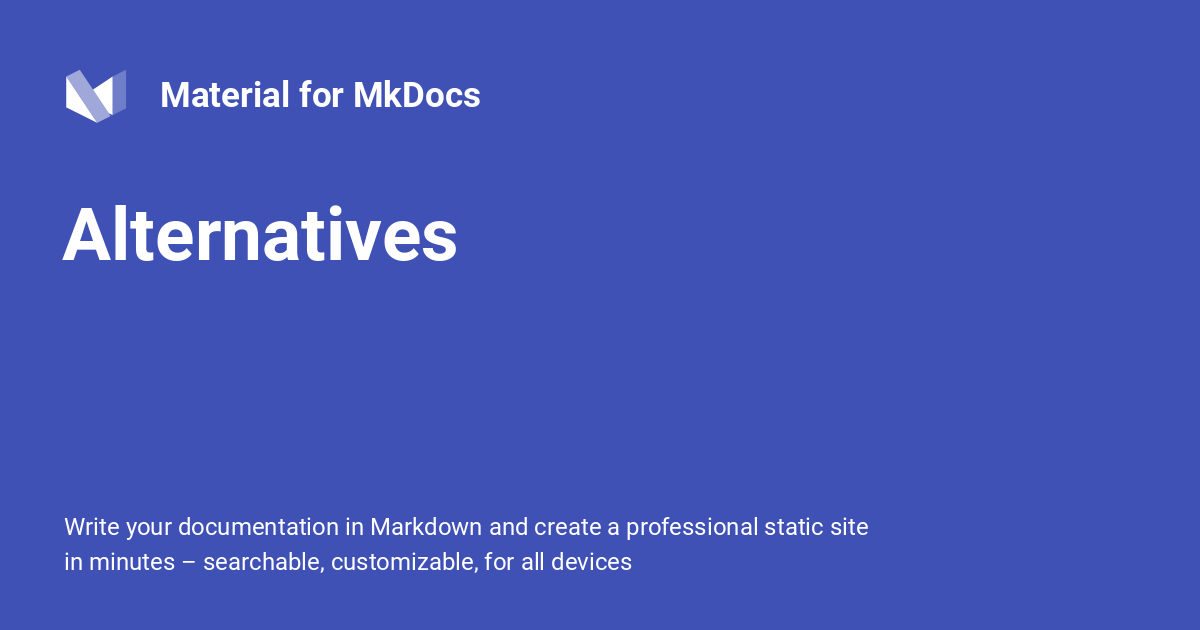 Material for MkDocs
Alternatives
Write your documentation in Markdown and create a professional static site
in minutes – searchable, customizable, for all devices